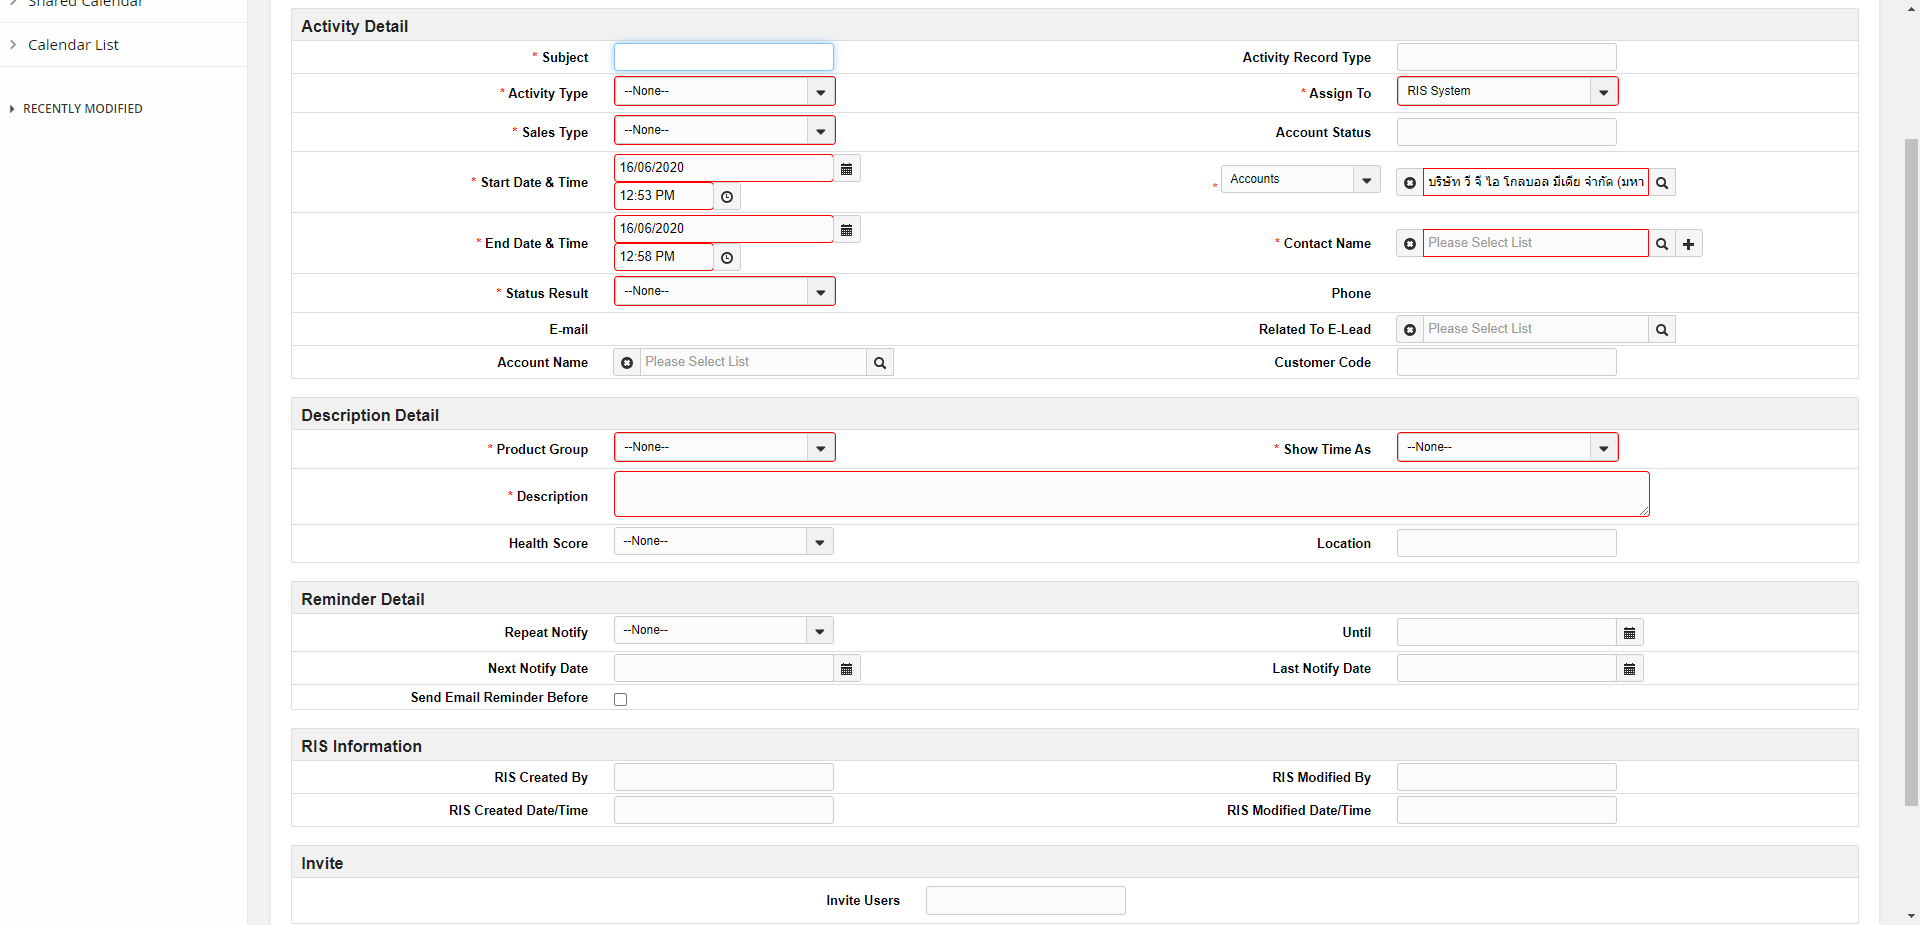 Shared Calendar
Calendar List
RECENTLY MODIFIED
Activity Detail
* Subject
Activity Record Type
* Activity Type --None--
* Assign To RIS System
* Sales Type --None--
Account Status
* Start Date & Time 16/06/2020
12:53 PM
* Accounts บริษัท วี จี ไอ โกลบอล มีเดีย จำกัด (มหา
* End Date & Time 16/06/2020
12:58 PM
* Contact Name Please Select List
* Status Result --None--
Phone
E-mail
Related To E-Lead Please Select List
Account Name Please Select List
Customer Code
Description Detail
* Product Group --None--
* Show Time As --None--
* Description
Health Score --None--
Location
Reminder Detail
Repeat Notify --None--
Until
Next Notify Date
Last Notify Date
Send Email Reminder Before
RIS Information
RIS Created By
RIS Modified By
RIS Created Date/Time
RIS Modified Date/Time
Invite
Invite Users